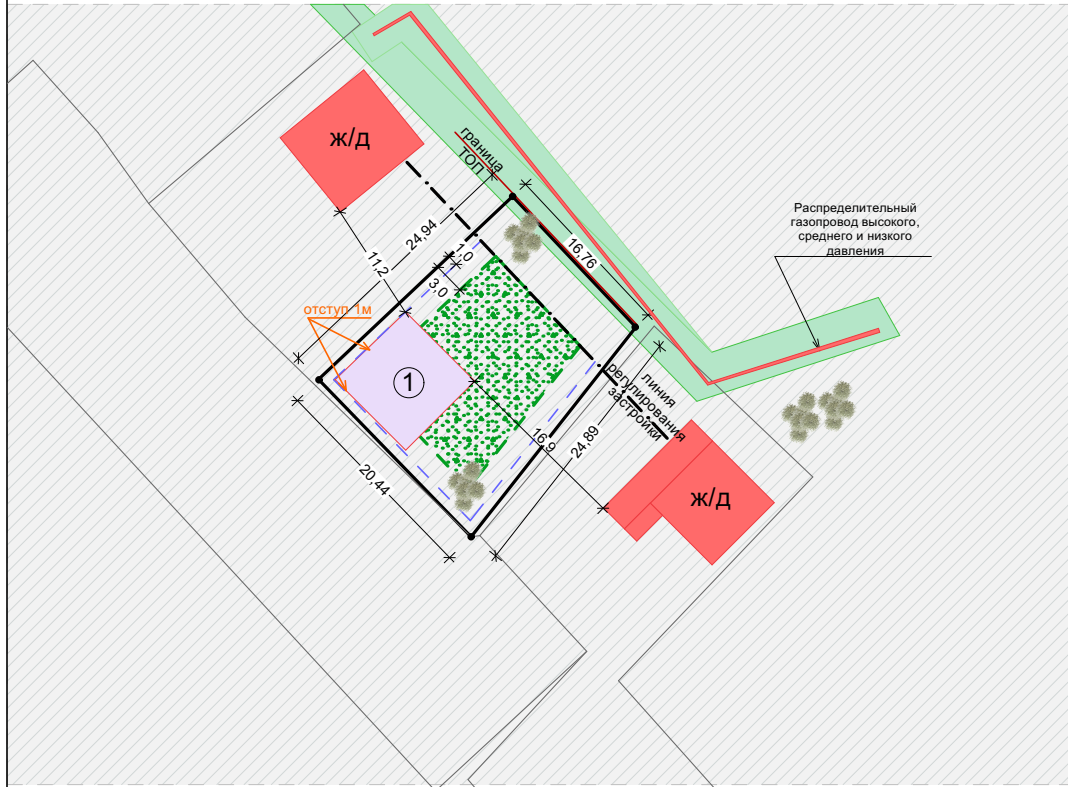 ж/д
граница
ТОП
24,94
1,0
3,0
11,2
16,76
Распределительный
газопровод высокого,
среднего и низкого
давления
отступ 1м
1
линия
регулирования
застройки
16,9
24,89
20,44
ж/д